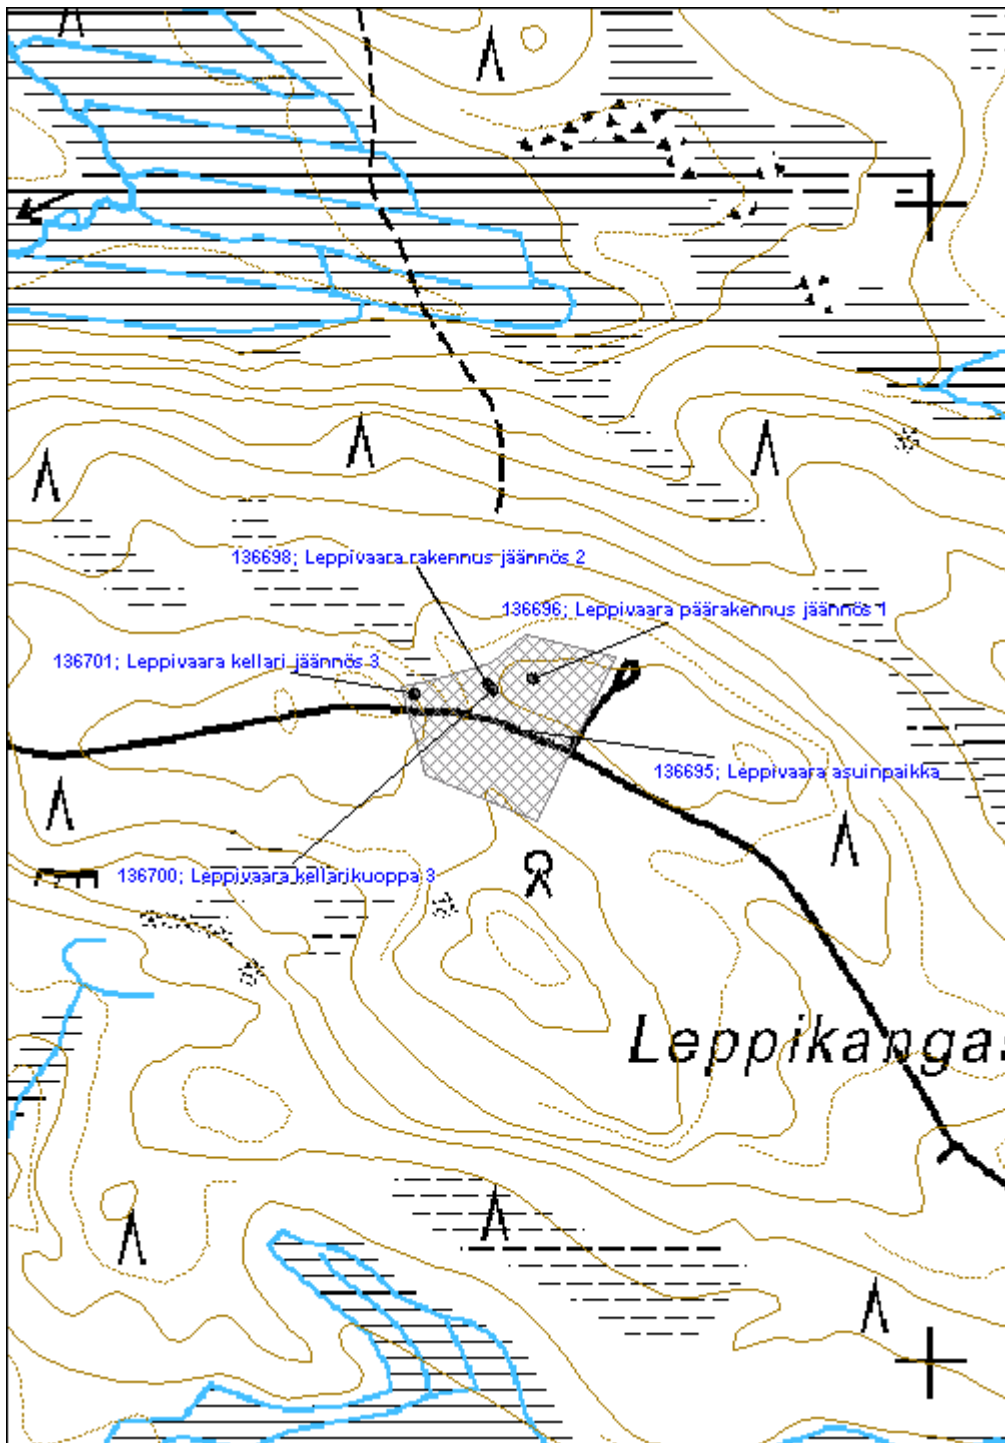 136698; Leppivaara rakennus jäännös 2
136696; Leppivaara päärakennus jäännös 1
136701; Leppivaara kellari jäännös 3
136695; Leppivaara asuinpaikka
136700; Leppivaara kellarikuoppa 3
Leppikangas